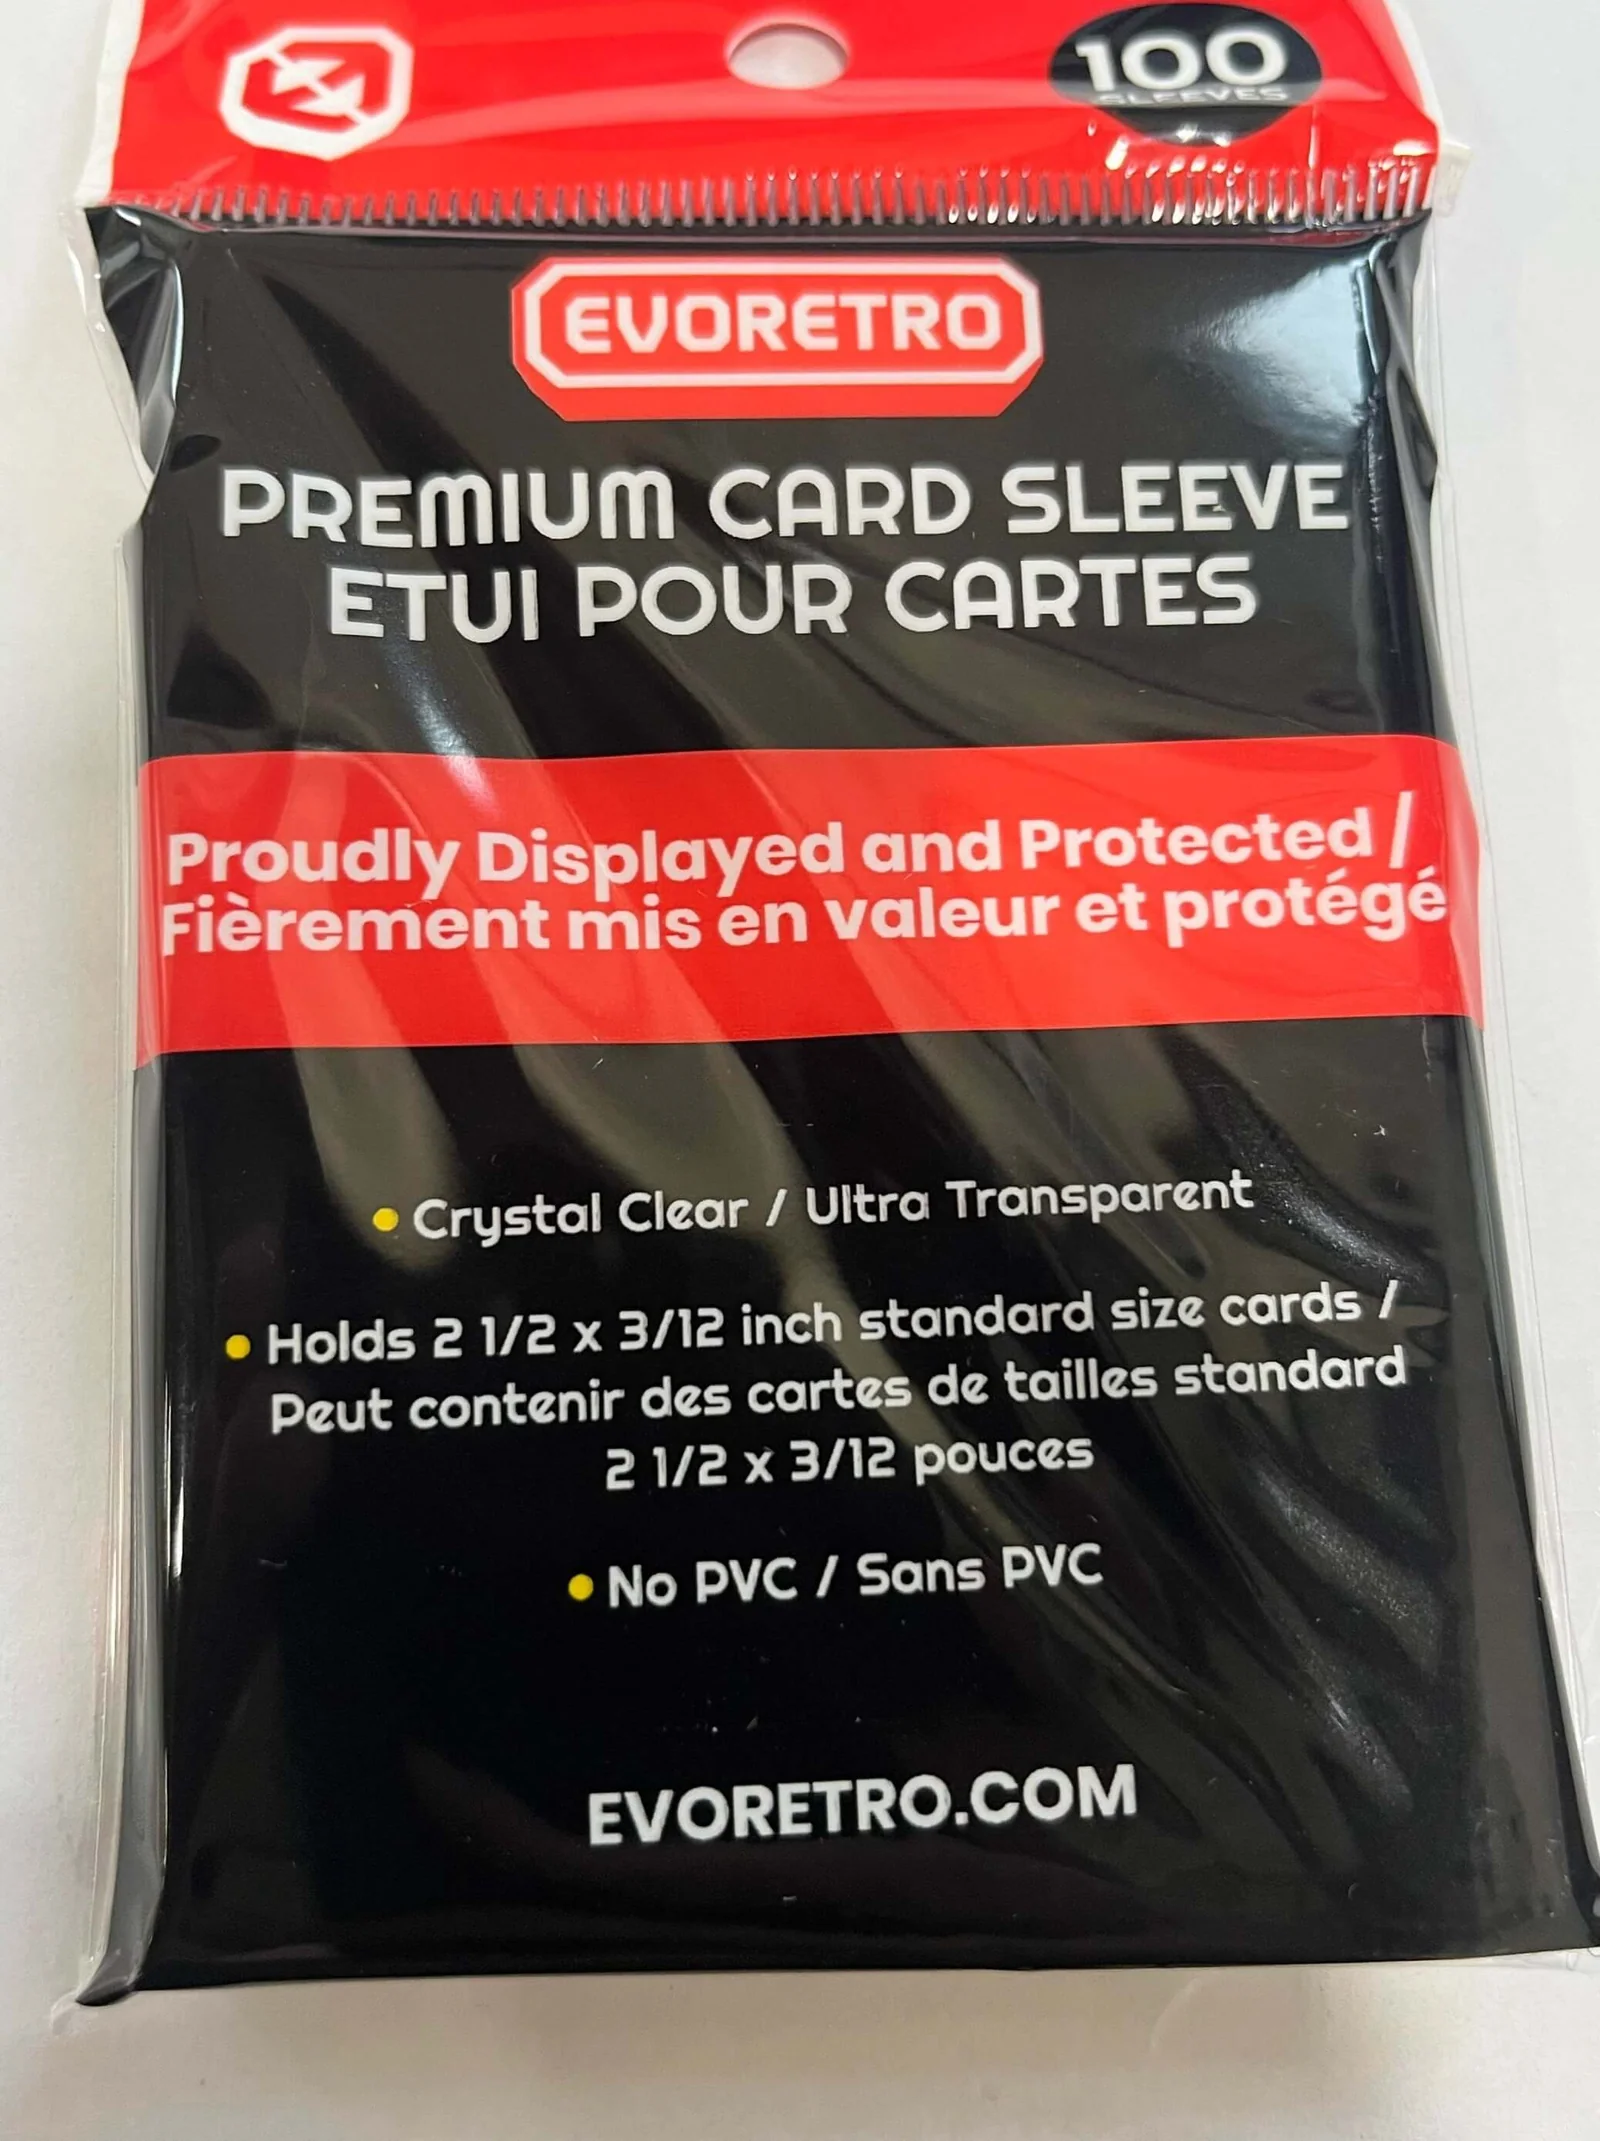 100
SLEEVES
EVORETRO
PREMIUM CARD SLEEVE
ETUI POUR CARTES
Proudly Displayed and Protected /
Fièrement mis en valeur et protégé
• Crystal Clear / Ultra Transparent
• Holds 2 1/2 x 3/12 inch standard size cards /
Peut contenir des cartes de tailles standard
2 1/2 x 3/12 pouces
• No PVC / Sans PVC
EVORETRO.COM